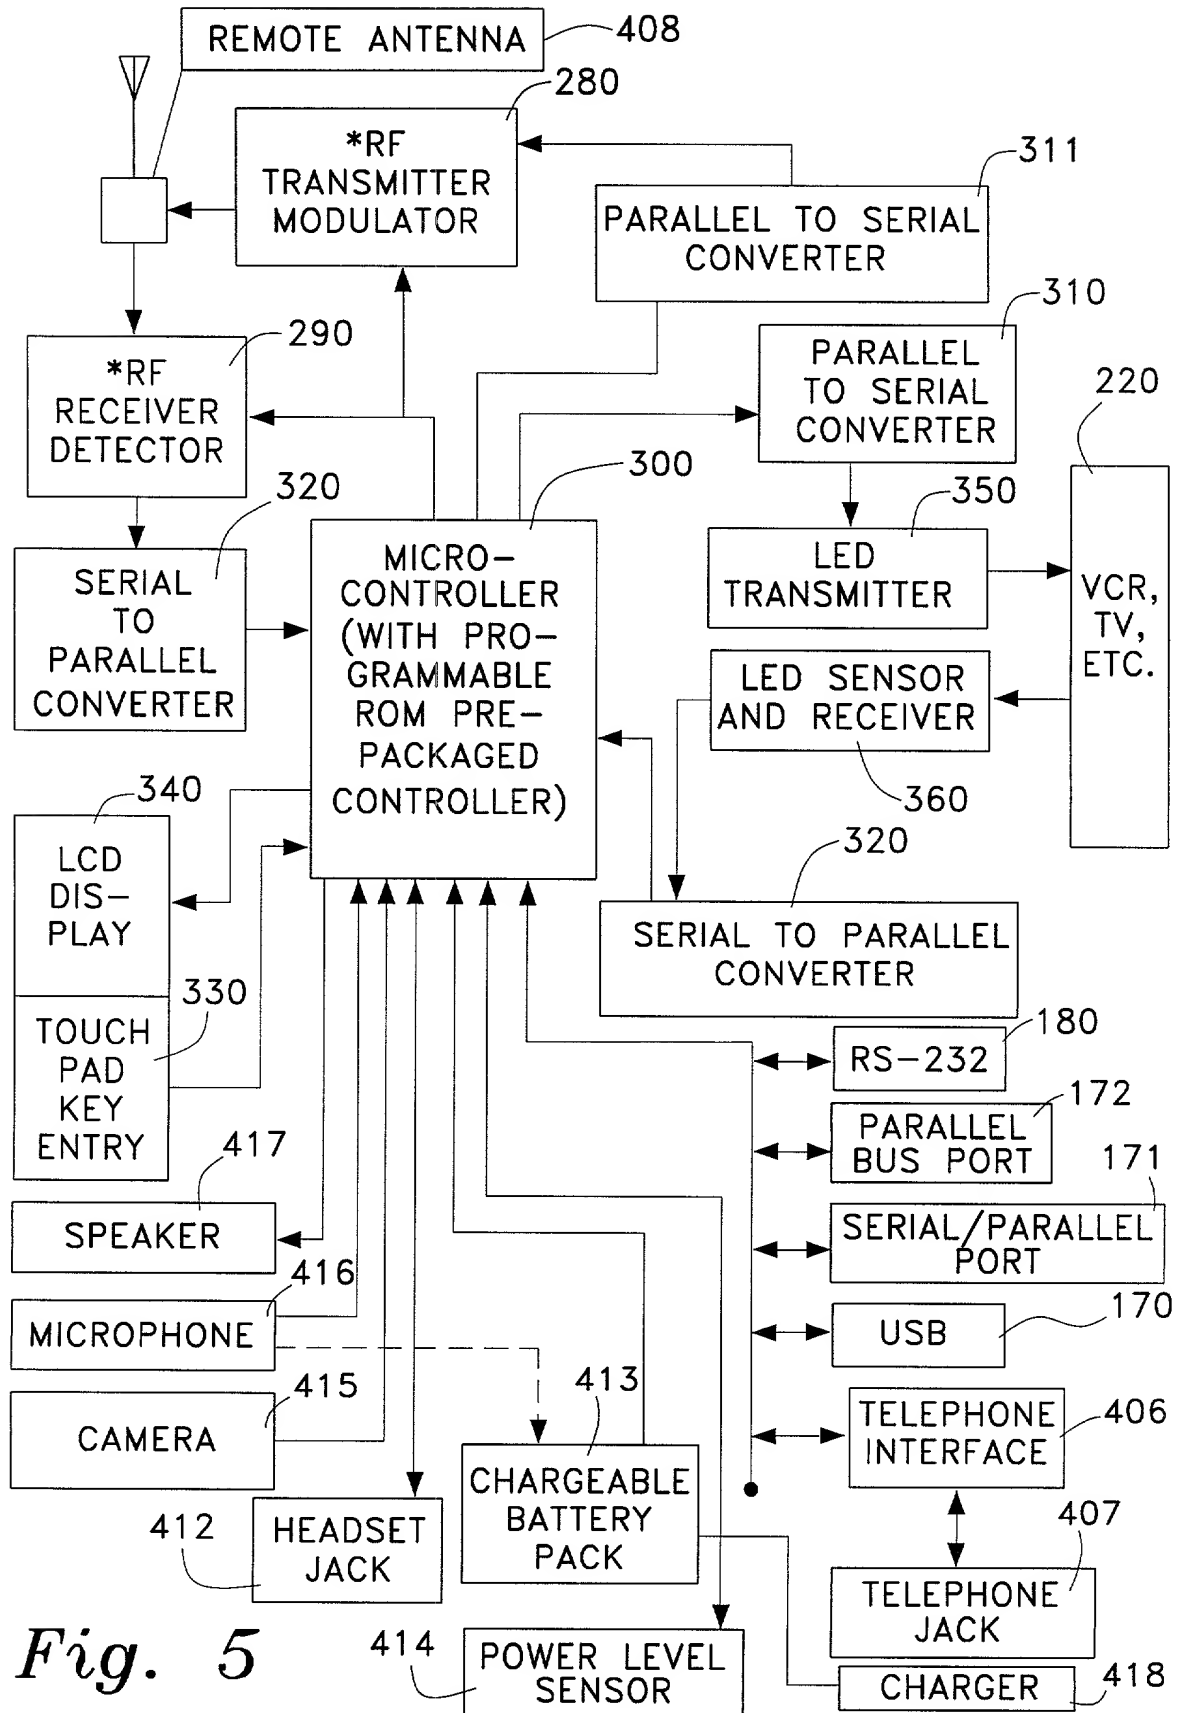 REMOTE ANTENNA
408
280
*RF
TRANSMITTER
MODULATOR
311
PARALLEL TO SERIAL
CONVERTER
310
PARALLEL
TO SERIAL
CONVERTER
290
*RF
RECEIVER
DETECTOR
220
VCR,
TV,
ETC.
320
SERIAL
TO
PARALLEL
CONVERTER
300
MICRO-
CONTROLLER
(WITH PRO-
GRAMMABLE
ROM PRE-
PACKAGED
CONTROLLER)
350
LED
TRANSMITTER
LED SENSOR
AND RECEIVER
360
340
LCD
DIS-
PLAY
320
SERIAL TO PARALLEL
CONVERTER
330
TOUCH
PAD
KEY
ENTRY
180
RS-232
172
PARALLEL
BUS PORT
171
SERIAL/PARALLEL
PORT
417
SPEAKER
416
MICROPHONE
170
USB
415
CAMERA
413
CHARGEABLE
BATTERY
PACK
TELEPHONE
INTERFACE
406
412
HEADSET
JACK
407
TELEPHONE
JACK
414
POWER LEVEL
SENSOR
CHARGER
418
Fig. 5